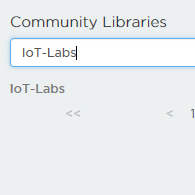 Community Libraries
IoT-Labs
IoT-Labs
<< < 1